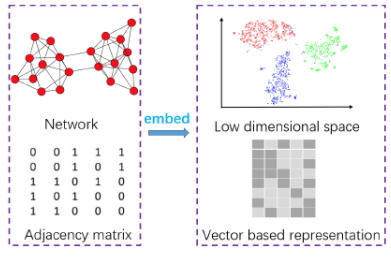 Network
0 0 1 1 1
0 0 1 0 1
1 1 0 1 0
1 0 1 0 0
1 1 0 0 0
Adjacency matrix
embed
Low dimensional space
Vector based representation